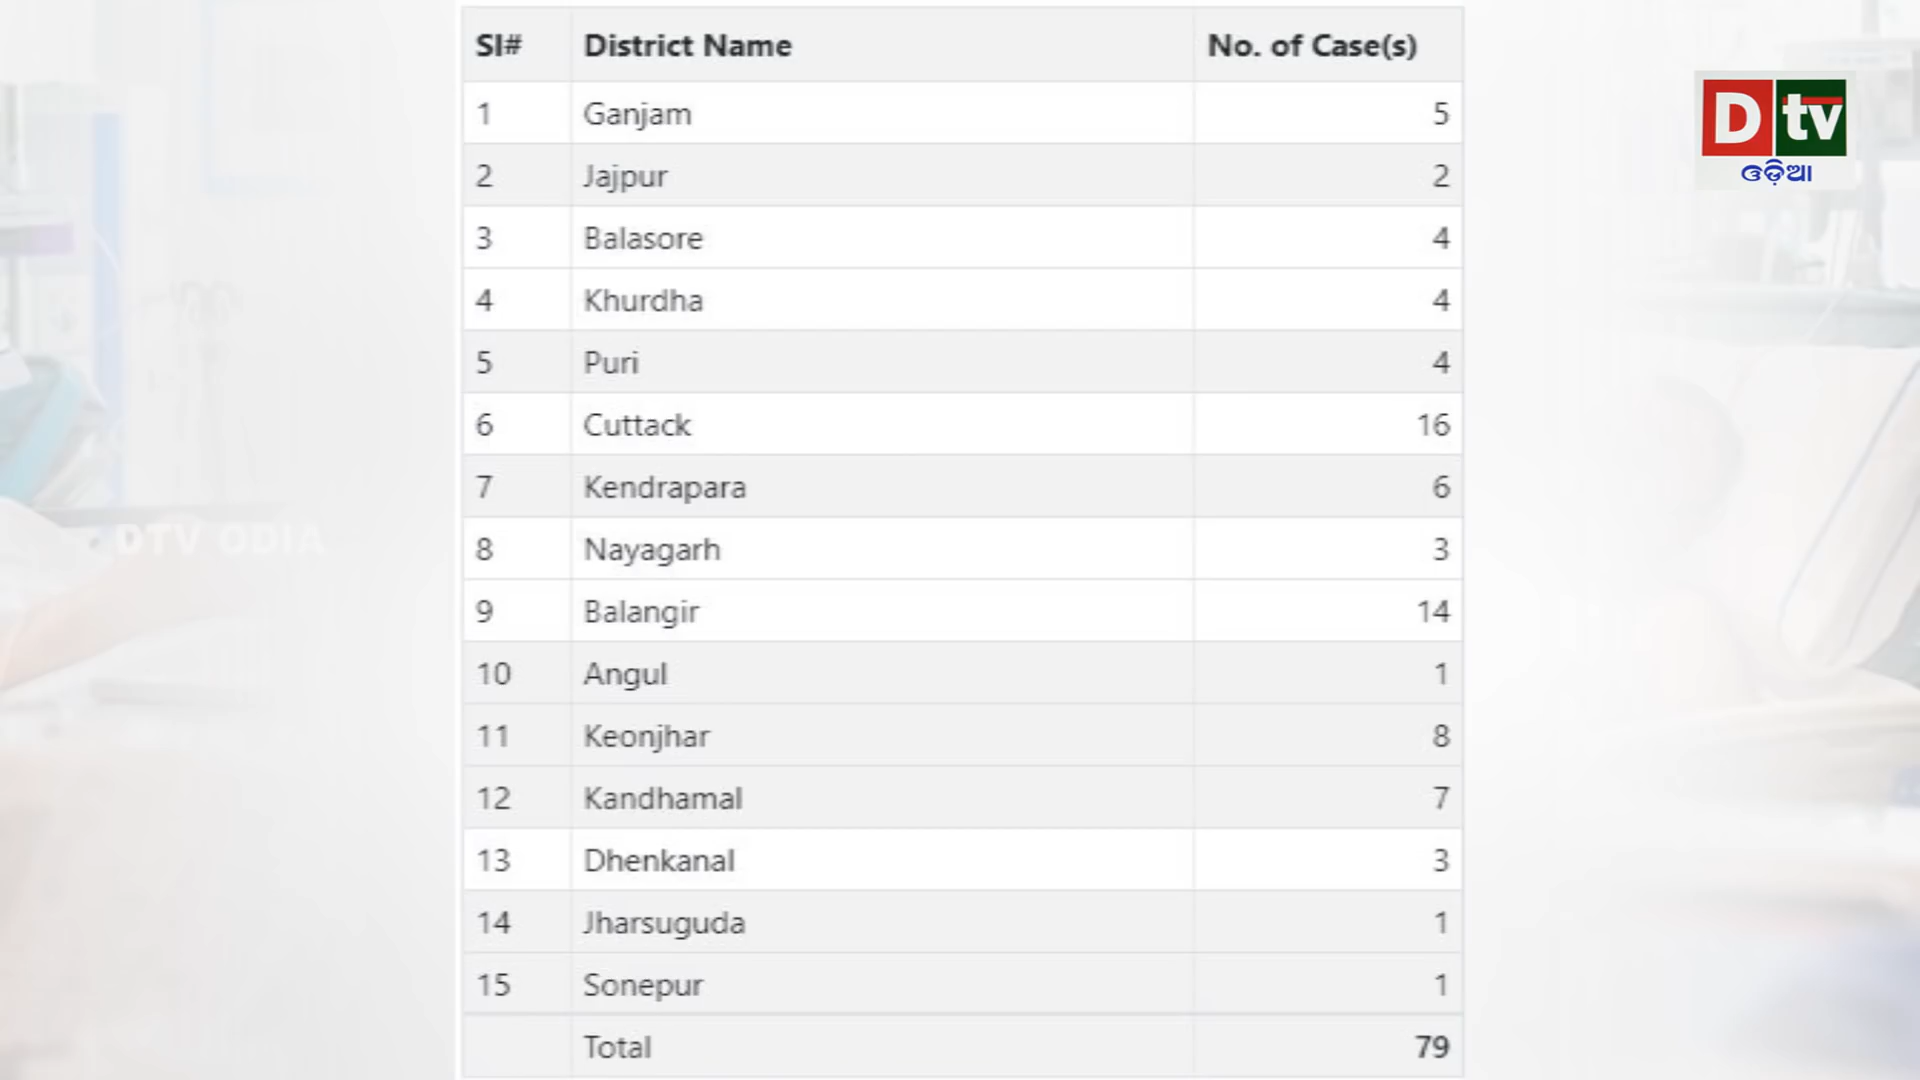 Sl# District Name No. of Case(s)
1 Ganjam 5
2 Jajpur 2
3 Balasore 4
4 Khurdha 4
5 Puri 4
6 Cuttack 16
7 Kendrapara 6
8 Nayagarh 3
9 Balangir 14
10 Angul 1
11 Keonjhar 8
12 Kandhamal 7
13 Dhenkanal 3
14 Jharsuguda 1
15 Sonepur 1
Total 79
D tv
ଓଡ଼ିଆ
DTV ODIA